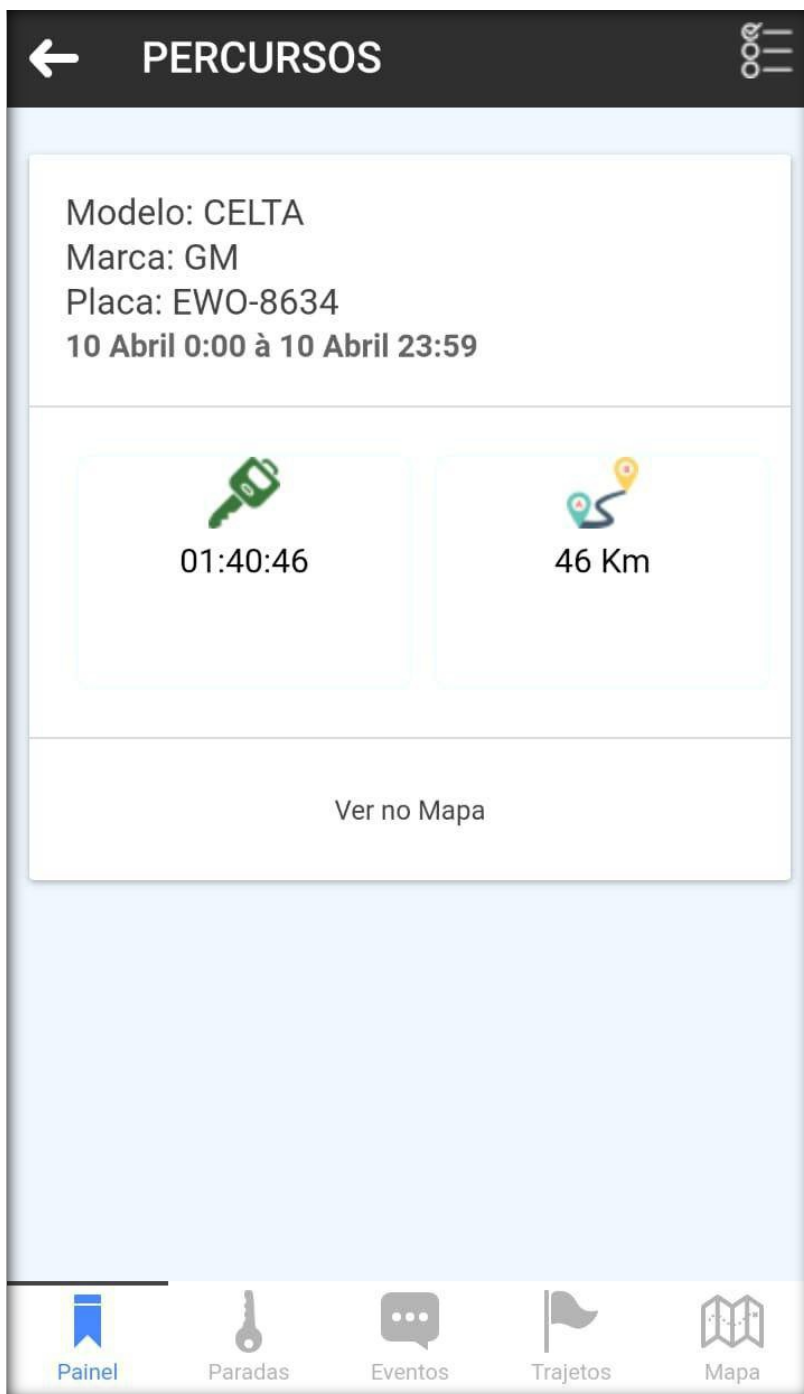 PERCURSOS
Modelo: CELTA
Marca: GM
Placa: EWO-8634
10 Abril 0:00 à 10 Abril 23:59
01:40:46
46 Km
Ver no Mapa
Painel
Paradas
Eventos
Trajetos
Mapa